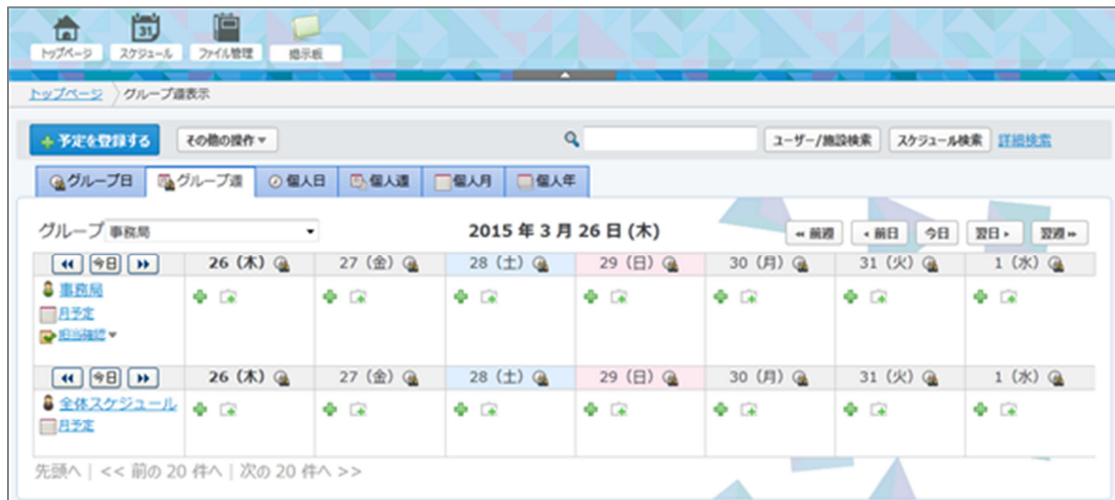 31
トップページ スケジュール ファイル管理 掲示板
トップページ グループ週表示
予定を登録する その他の操作 ユーザー/施設検索 スケジュール検索 詳細検索
グループ日 グループ週 個人日 個人週 個人月 個人年
グループ 事務局 2015 年 3 月 26 日 (木) 前週 前日 今日 翌日 翌週
今日 26 (木) 27 (金) 28 (土) 29 (日) 30 (月) 31 (火) 1 (水)
事務局
月予定
担当確認
今日 26 (木) 27 (金) 28 (土) 29 (日) 30 (月) 31 (火) 1 (水)
全体スケジュール
月予定
先頭へ | << 前の 20 件へ | 次の 20 件へ >>